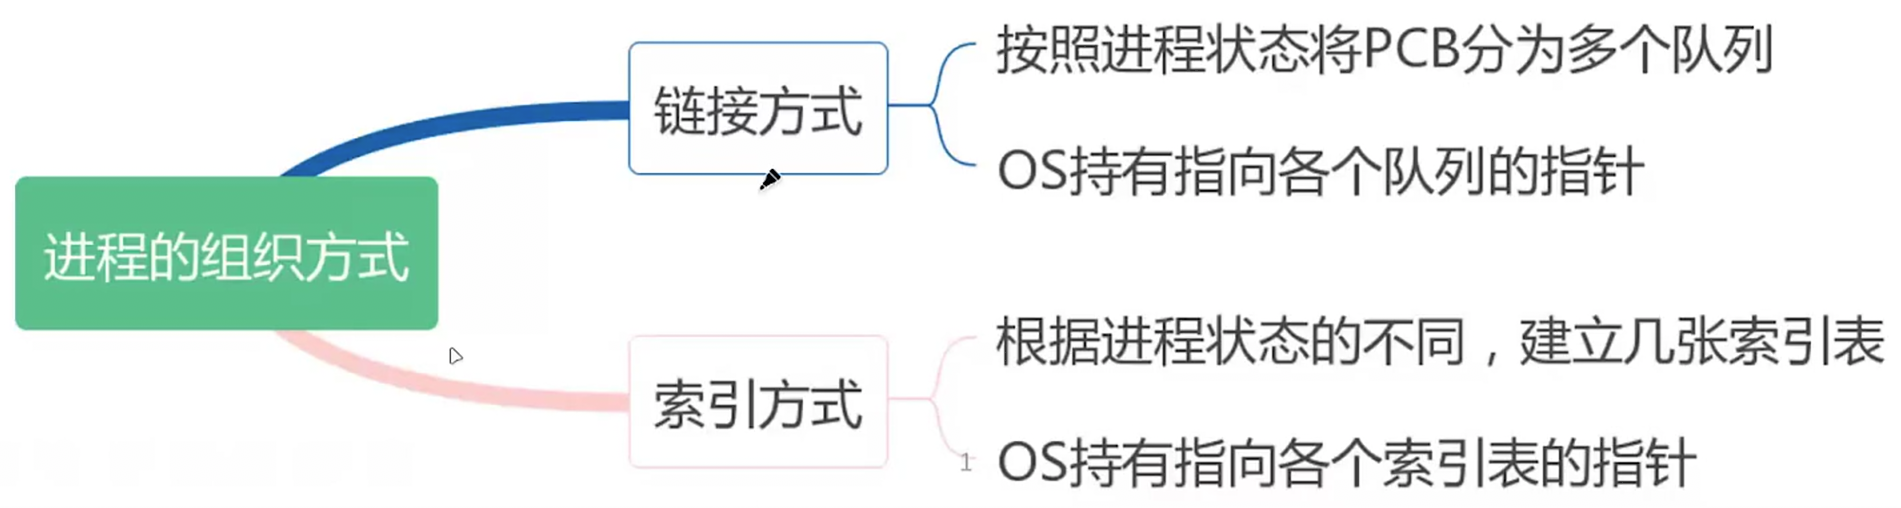 按照进程状态将PCB分为多个队列
链接方式
OS持有指向各个队列的指针
进程的组织方式
根据进程状态的不同，建立几张索引表
索引方式
1 OS持有指向各个索引表的指针